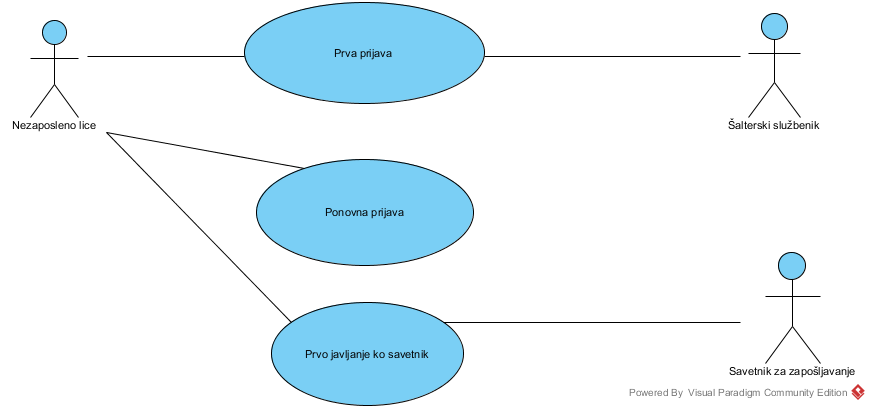 Prva prijava
Nezaposleno lice
Šalterski službenik
Ponovna prijava
Prvo javljanje ko savetnik
Savetnik za zapošljavanje
Powered By Visual Paradigm Community Edition